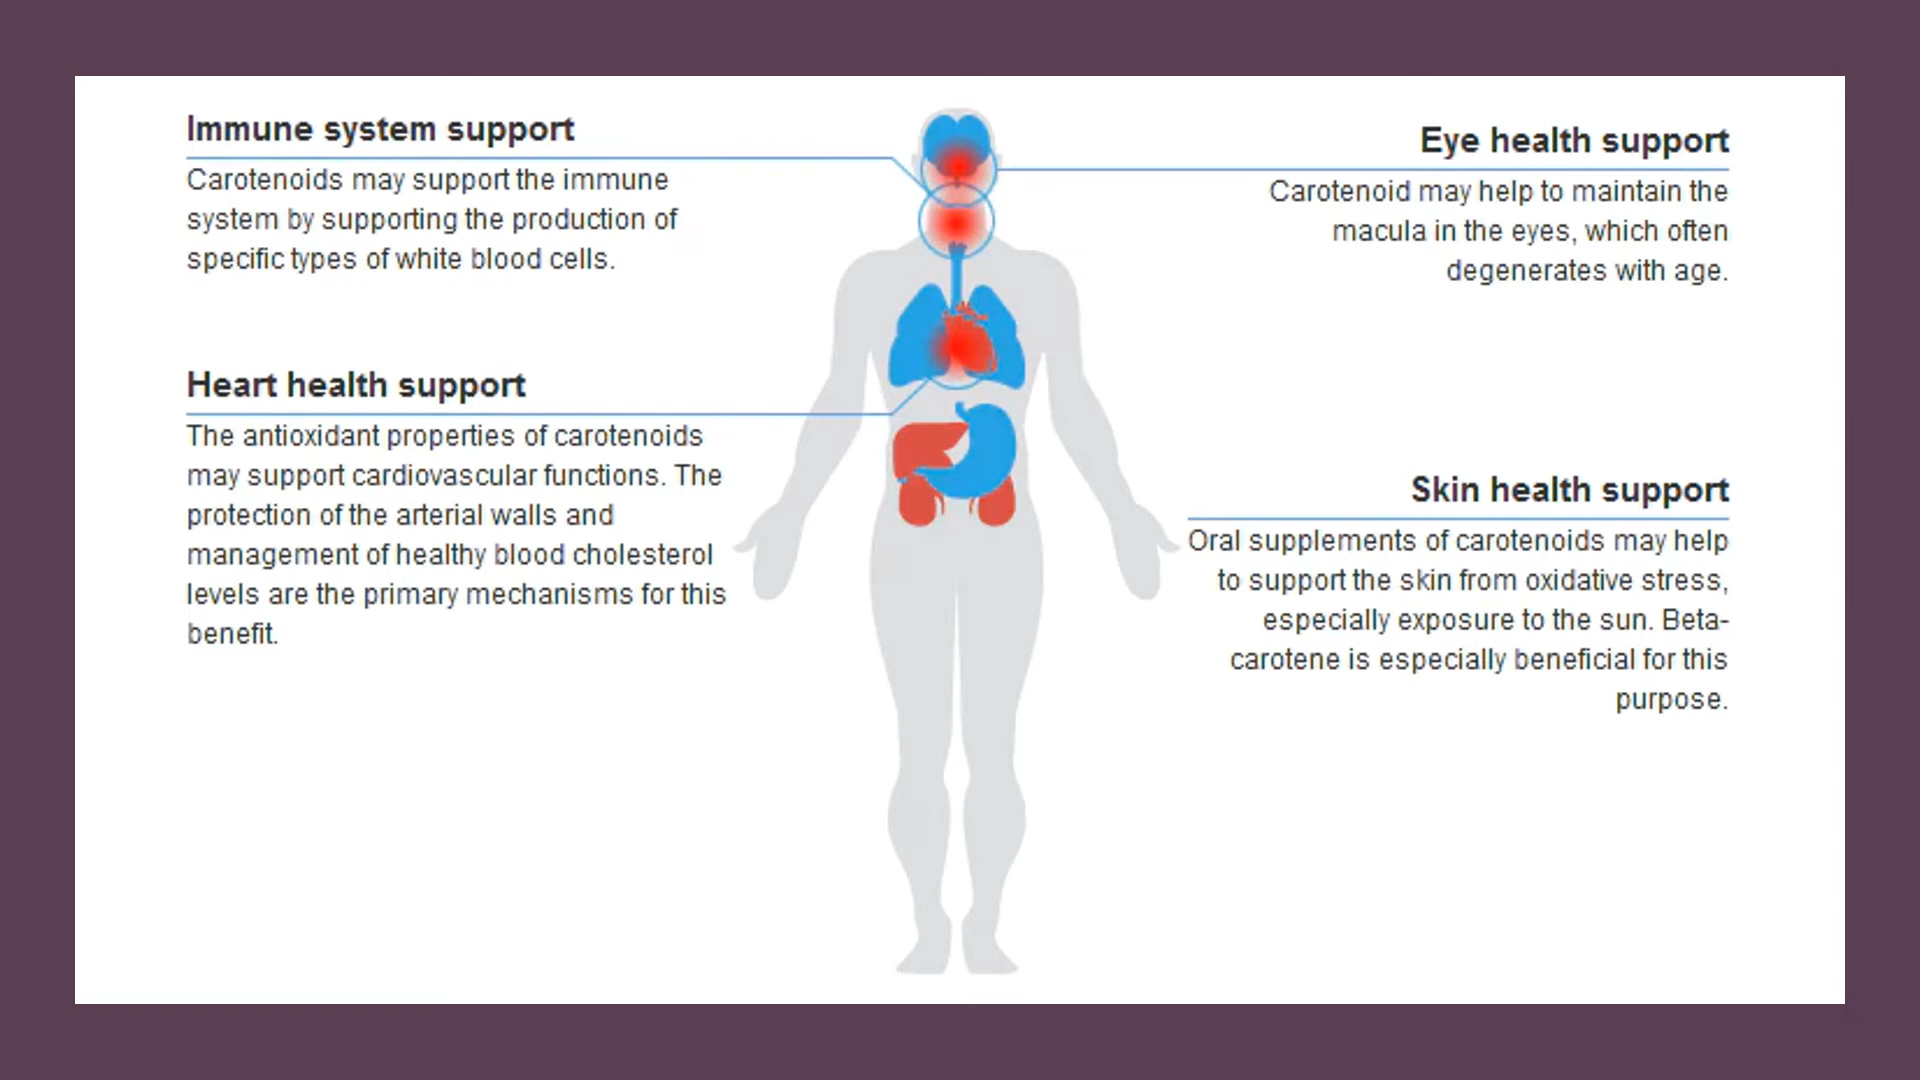 Immune system support
Carotenoids may support the immune
system by supporting the production of
specific types of white blood cells.
Heart health support
The antioxidant properties of carotenoids
may support cardiovascular functions. The
protection of the arterial walls and
management of healthy blood cholesterol
levels are the primary mechanisms for this
benefit.
Eye health support
Carotenoid may help to maintain the
macula in the eyes, which often
degenerates with age.
Skin health support
Oral supplements of carotenoids may help
to support the skin from oxidative stress,
especially exposure to the sun. Beta-
carotene is especially beneficial for this
purpose.